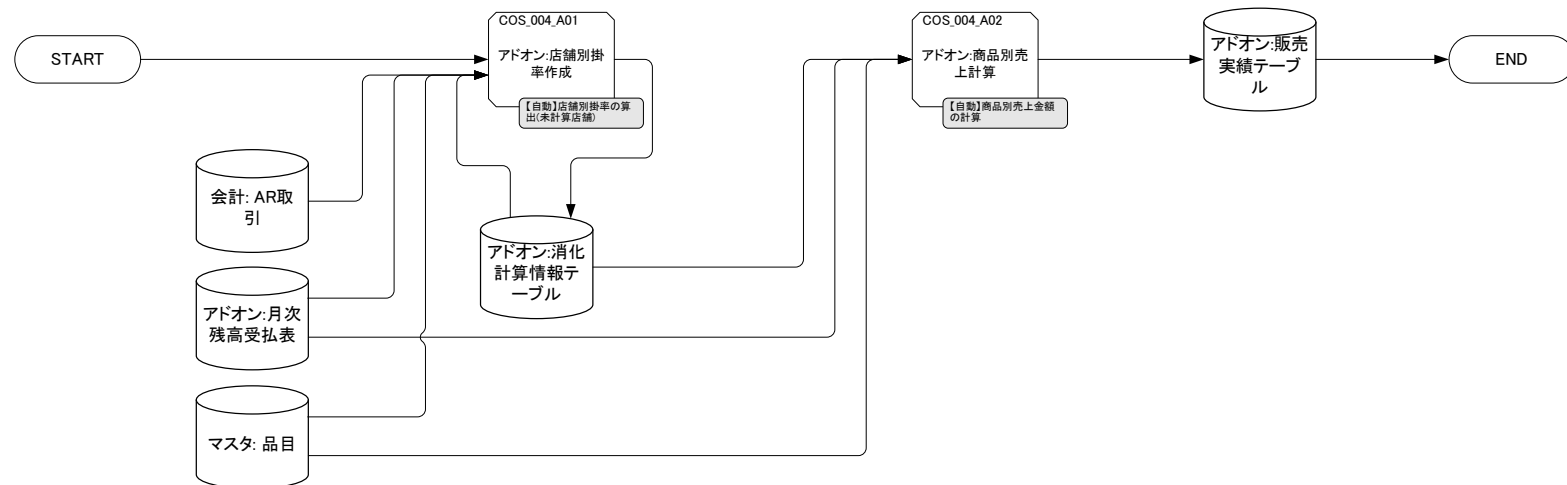 START
COS_004_A01
アドオン:店舗別掛
率作成
【自動】店舗別掛率の算
出(未計算店舗)
COS_004_A02
アドオン:商品別売
上計算
【自動】商品別売上金額
の計算
アドオン:販売
実績テーブ
ル
END
会計: AR取
引
アドオン:消化
計算情報テ
ーブル
アドオン:月次
残高受払表
マスタ: 品目